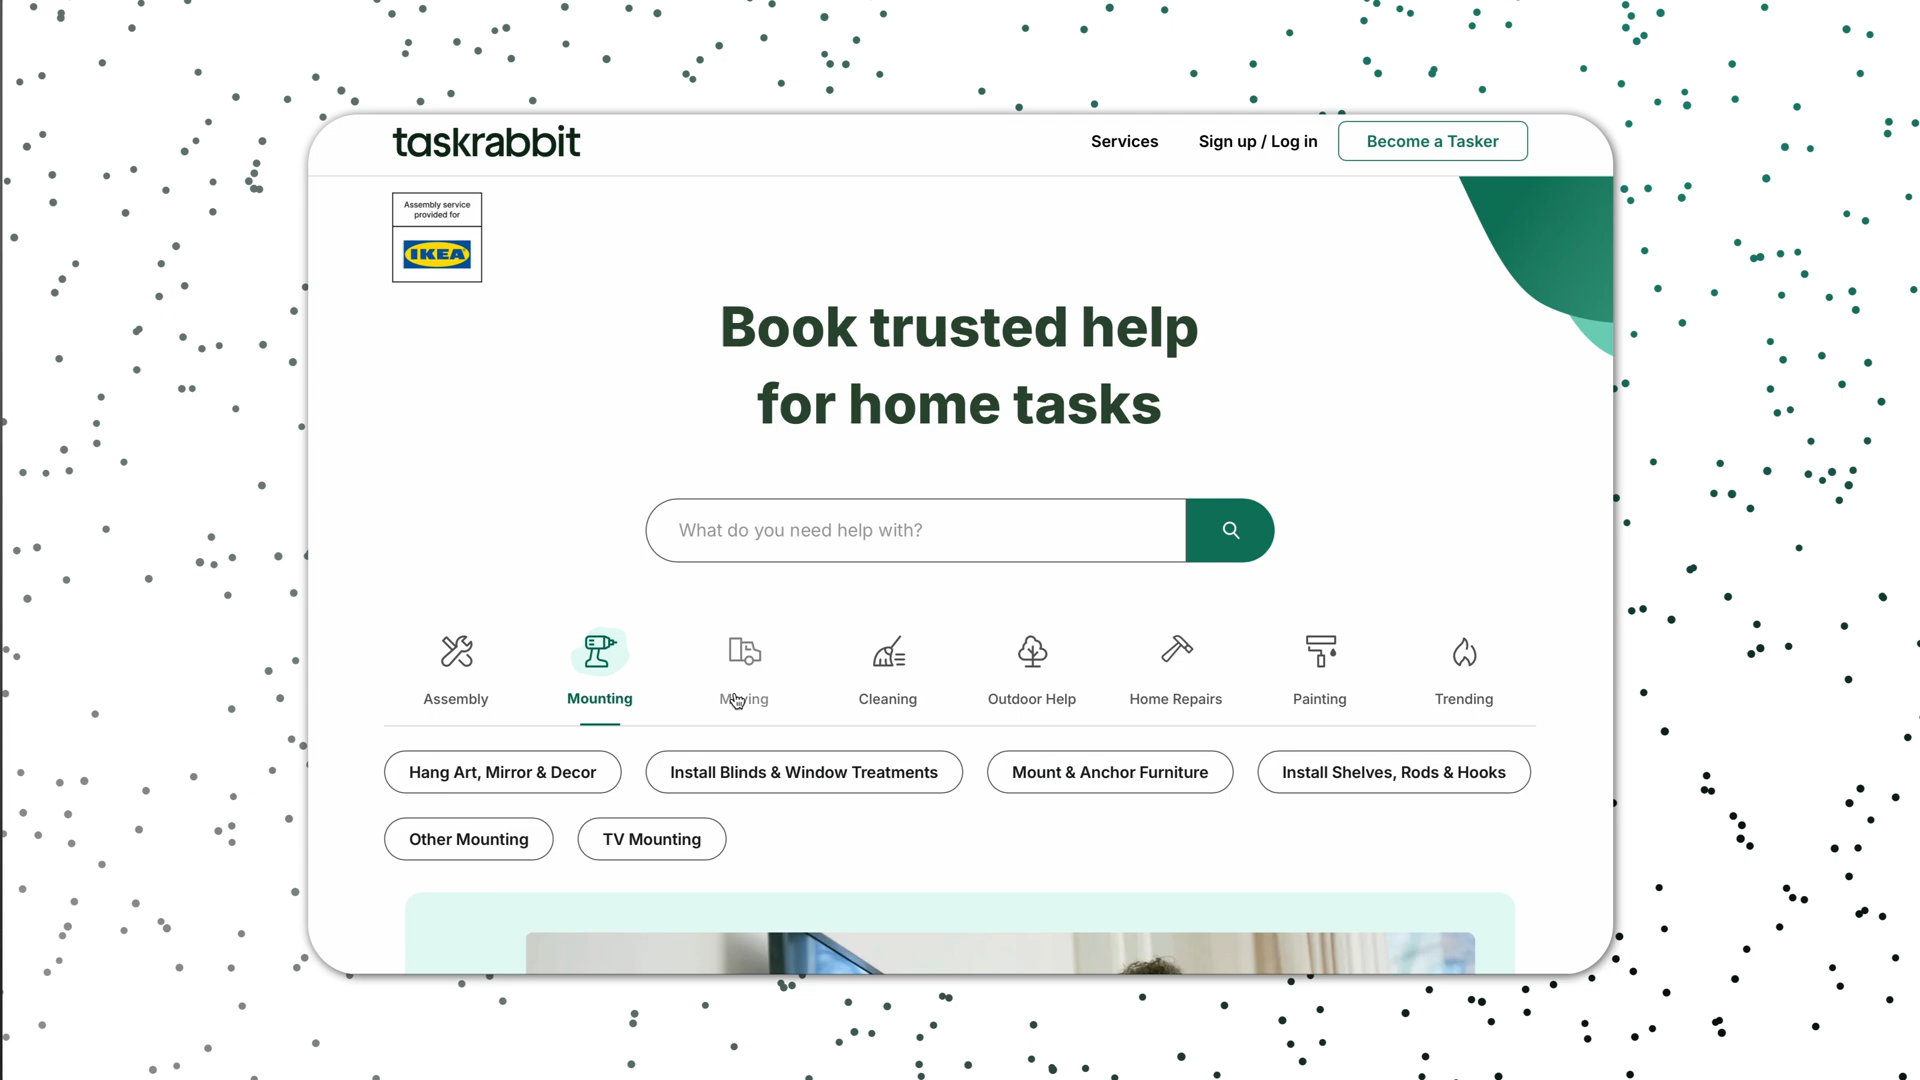 taskrabbit
Services
Sign up / Log in
Become a Tasker
Assembly service
provided for
IKEA
Book trusted help
for home tasks
What do you need help with?
Assembly
Mounting
Moving
Cleaning
Outdoor Help
Home Repairs
Painting
Trending
Hang Art, Mirror & Decor
Install Blinds & Window Treatments
Mount & Anchor Furniture
Install Shelves, Rods & Hooks
Other Mounting
TV Mounting